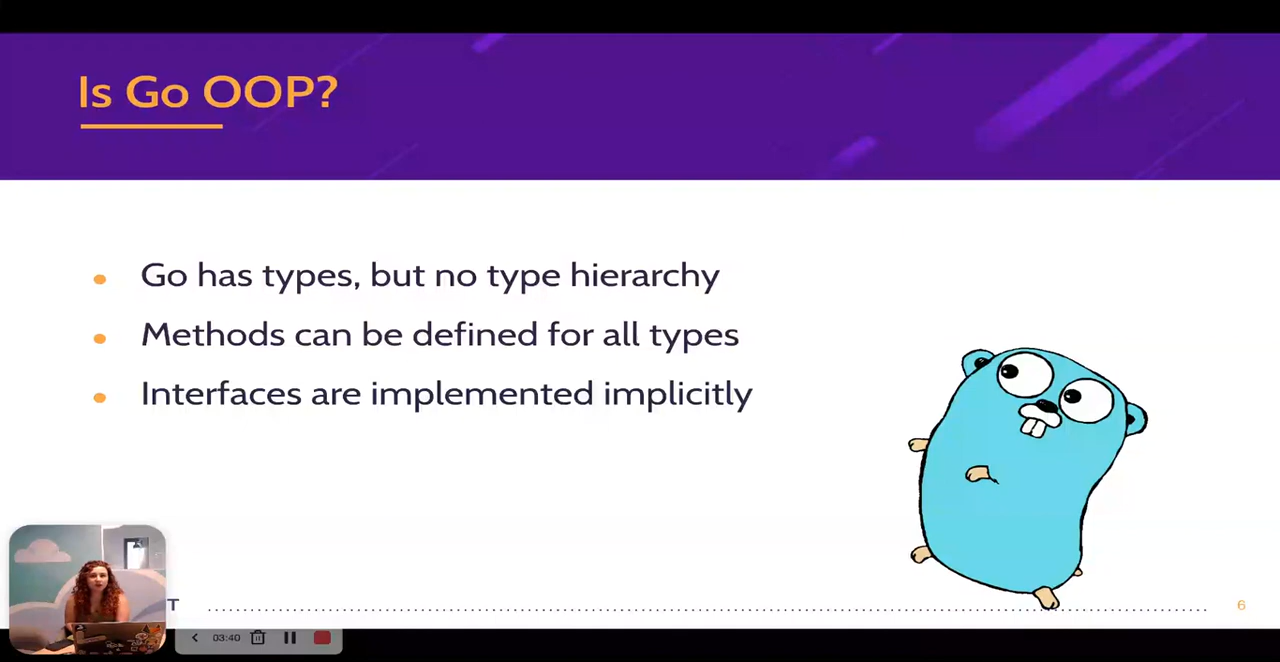 Is Go OOP?
Go has types, but no type hierarchy
Methods can be defined for all types
Interfaces are implemented implicitly
T
6
03:40